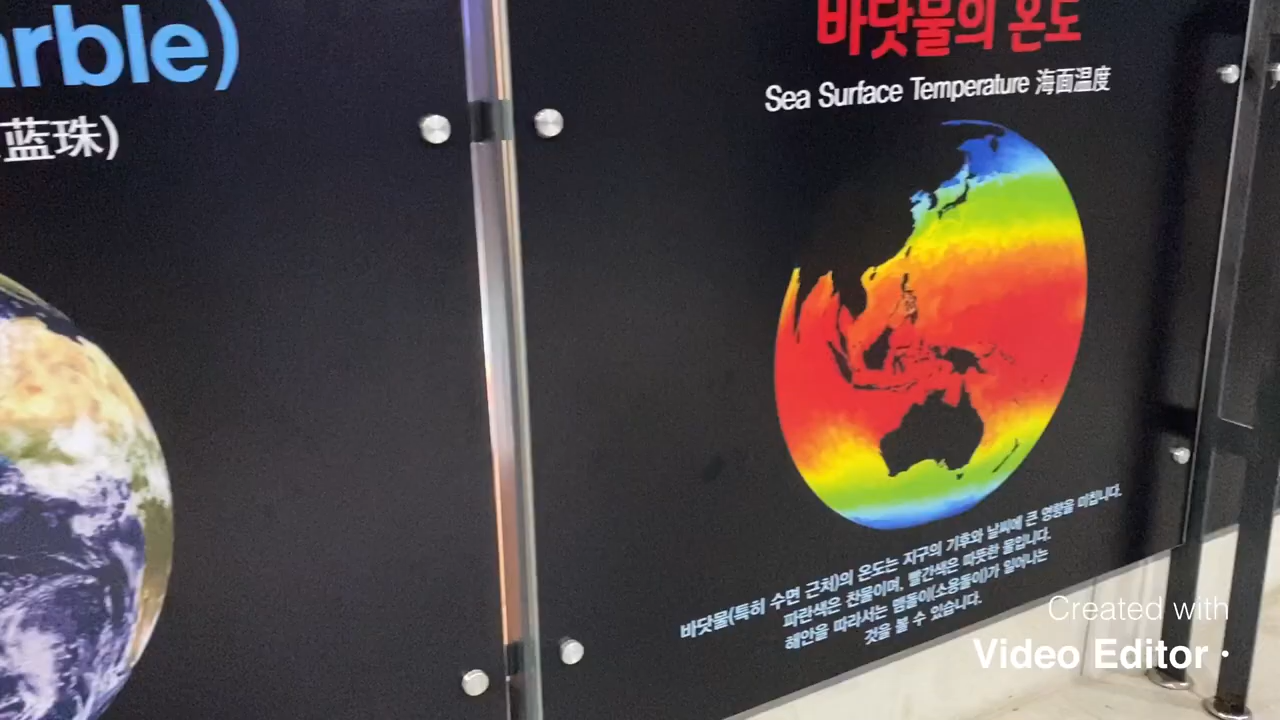 arble)
蓝珠)
바닷물의 온도
Sea Surface Temperature 海面温度
바닷물(특히 수면 근처)의 온도는 지구의 기후와 날씨에 큰 영향을 미칩니다.
파란색은 찬물이며, 빨간색은 따뜻한 물입니다.
해안을 따라서는 맴돌이(소용돌이)가 일어나는
것을 볼 수 있습니다.
Created with
Video Editor